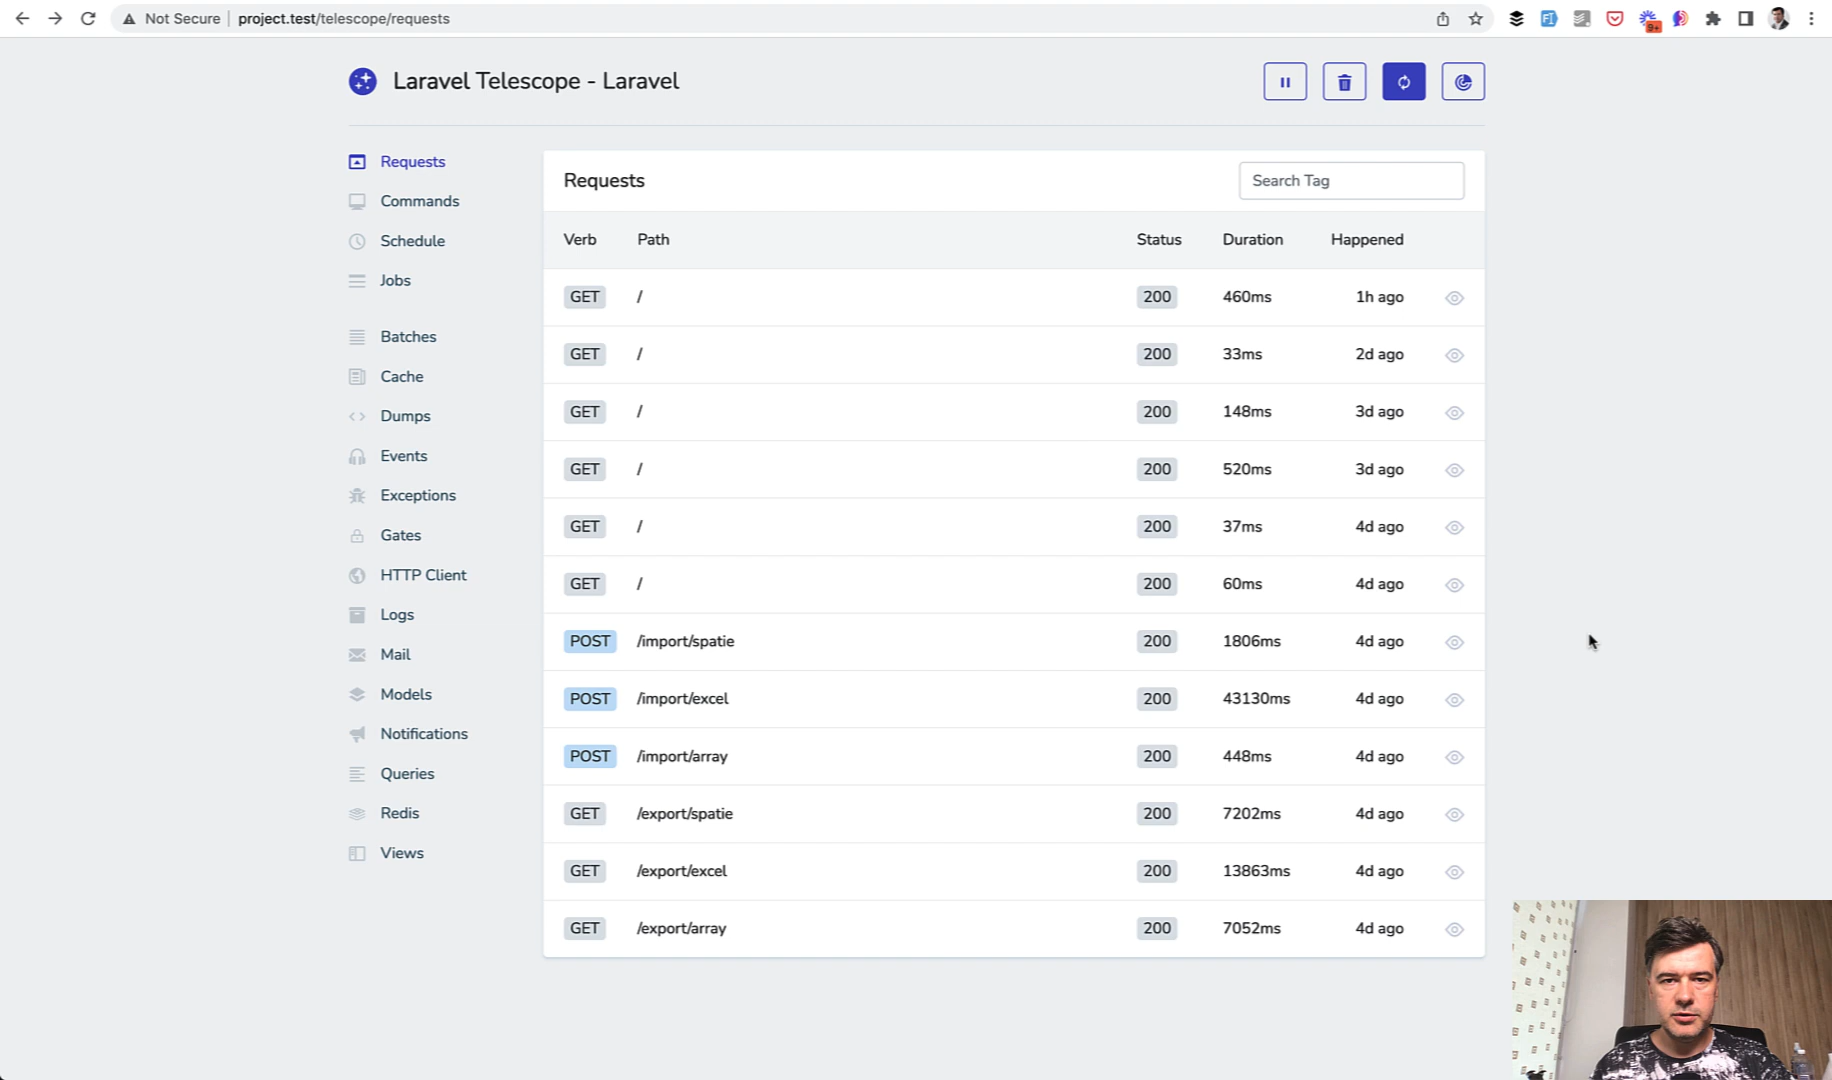 Not Secure project.test/telescope/requests
9+
Laravel Telescope - Laravel
Requests
Commands
Schedule
Jobs
Batches
Cache
Dumps
Events
Exceptions
Gates
HTTP Client
Logs
Mail
Models
Notifications
Queries
Redis
Views
Requests
Search Tag
Verb Path Status Duration Happened
GET / 200 460ms 1h ago
GET / 200 33ms 2d ago
GET / 200 148ms 3d ago
GET / 200 520ms 3d ago
GET / 200 37ms 4d ago
GET / 200 60ms 4d ago
POST /import/spatie 200 1806ms 4d ago
POST /import/excel 200 43130ms 4d ago
POST /import/array 200 448ms 4d ago
GET /export/spatie 200 7202ms 4d ago
GET /export/excel 200 13863ms 4d ago
GET /export/array 200 7052ms 4d ago